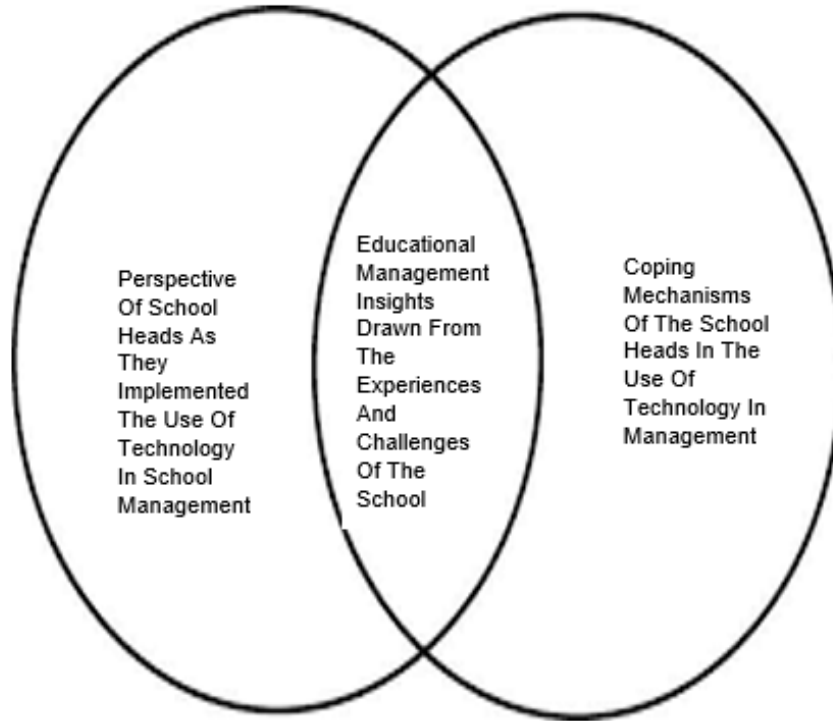 Perspective
Of School
Heads As
They
Implemented
The Use Of
Technology
In School
Management
Educational
Management
Insights
Drawn From
The
Experiences
And
Challenges
Of The
School
Coping
Mechanisms
Of The School
Heads In The
Use Of
Technology In
Management